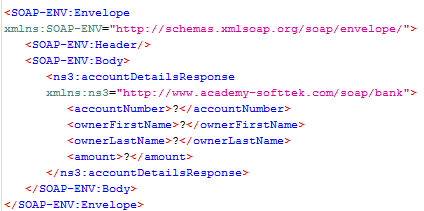 <SOAP-ENV:Envelope
xmlns:SOAP-ENV="http://schemas.xmlsoap.org/soap/envelope/">
<SOAP-ENV:Header/>
<SOAP-ENV:Body>
<ns3:accountDetailsResponse
xmlns:ns3="http://www.academy-softtek.com/soap/bank">
<accountNumber>?</accountNumber>
<ownerFirstName>?</ownerFirstName>
<ownerLastName>?</ownerLastName>
<amount>?</amount>
</ns3:accountDetailsResponse>
</SOAP-ENV:Body>
</SOAP-ENV:Envelope>